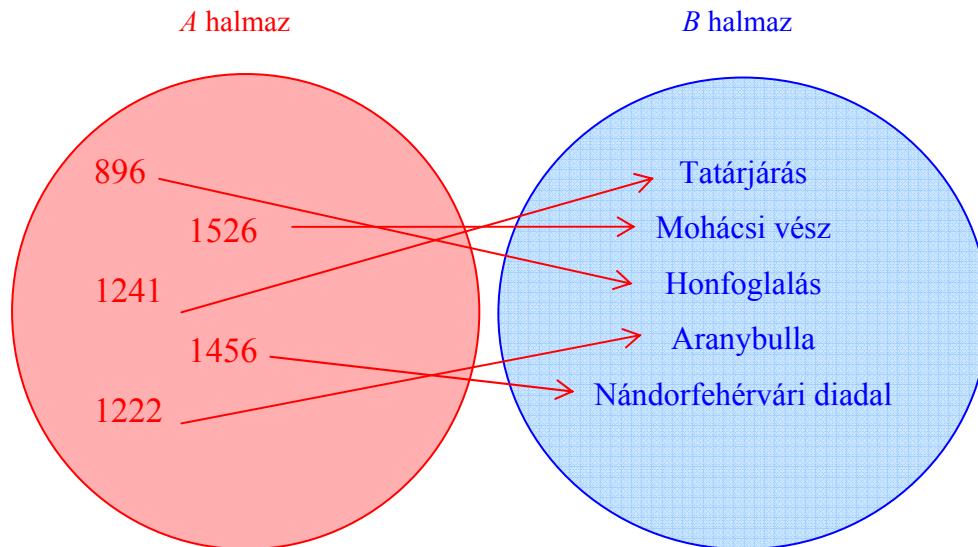 A halmaz
B halmaz
896
1526
1241
1456
1222
Tatárjárás
Mohácsi vész
Honfoglalás
Aranybulla
Nándorfehérvári diadal